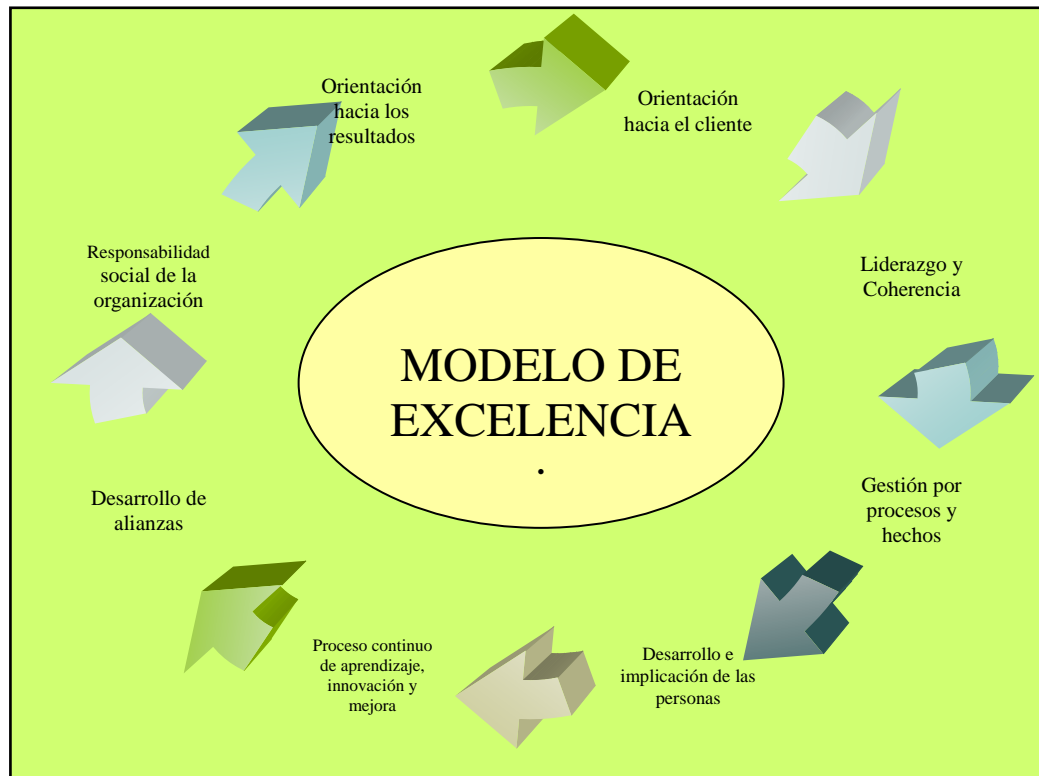 Orientación
hacia los
resultados
Orientación
hacia el cliente
Responsabilidad
social de la
organización
Liderazgo y
Coherencia
MODELO DE
EXCELENCIA
.
Desarrollo de
alianzas
Gestión por
procesos y
hechos
Proceso continuo
de aprendizaje,
innovación y
mejora
Desarrollo e
implicación de las
personas